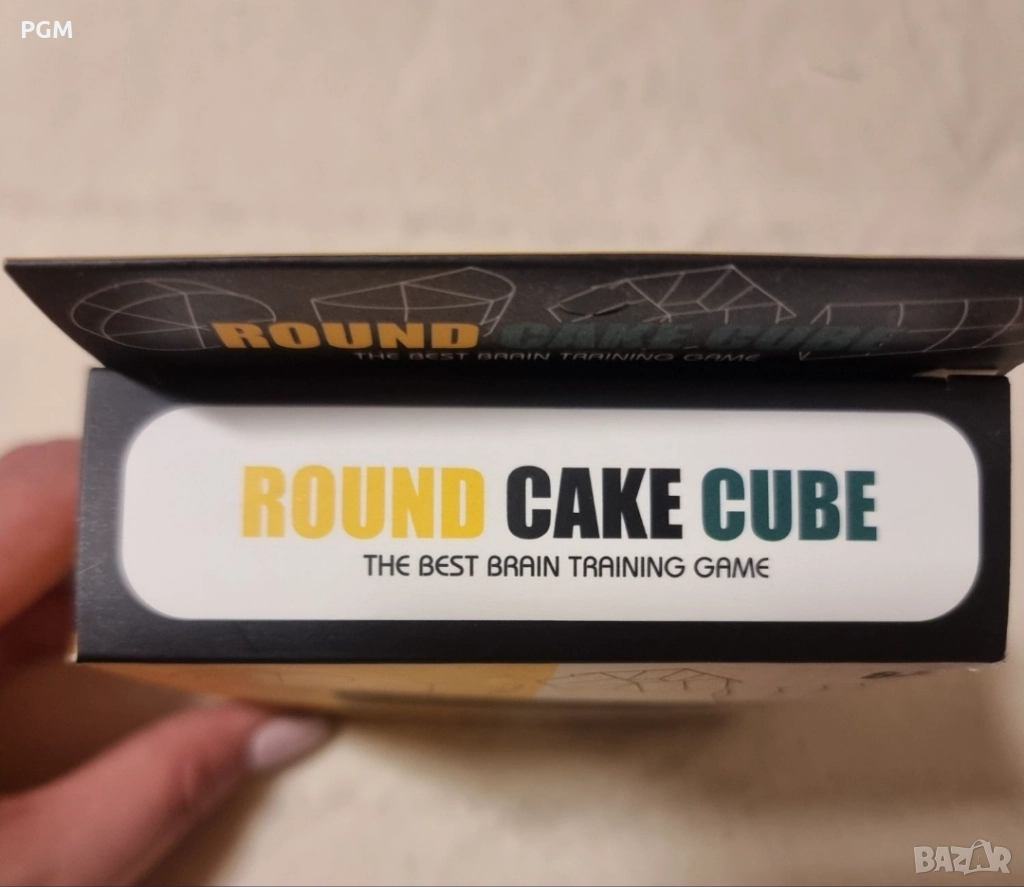 PGM
ROUND CAKE CUBE
THE BEST BRAIN TRAINING GAME
ROUND CAKE CUBE
THE BEST BRAIN TRAINING GAME
BAZAR